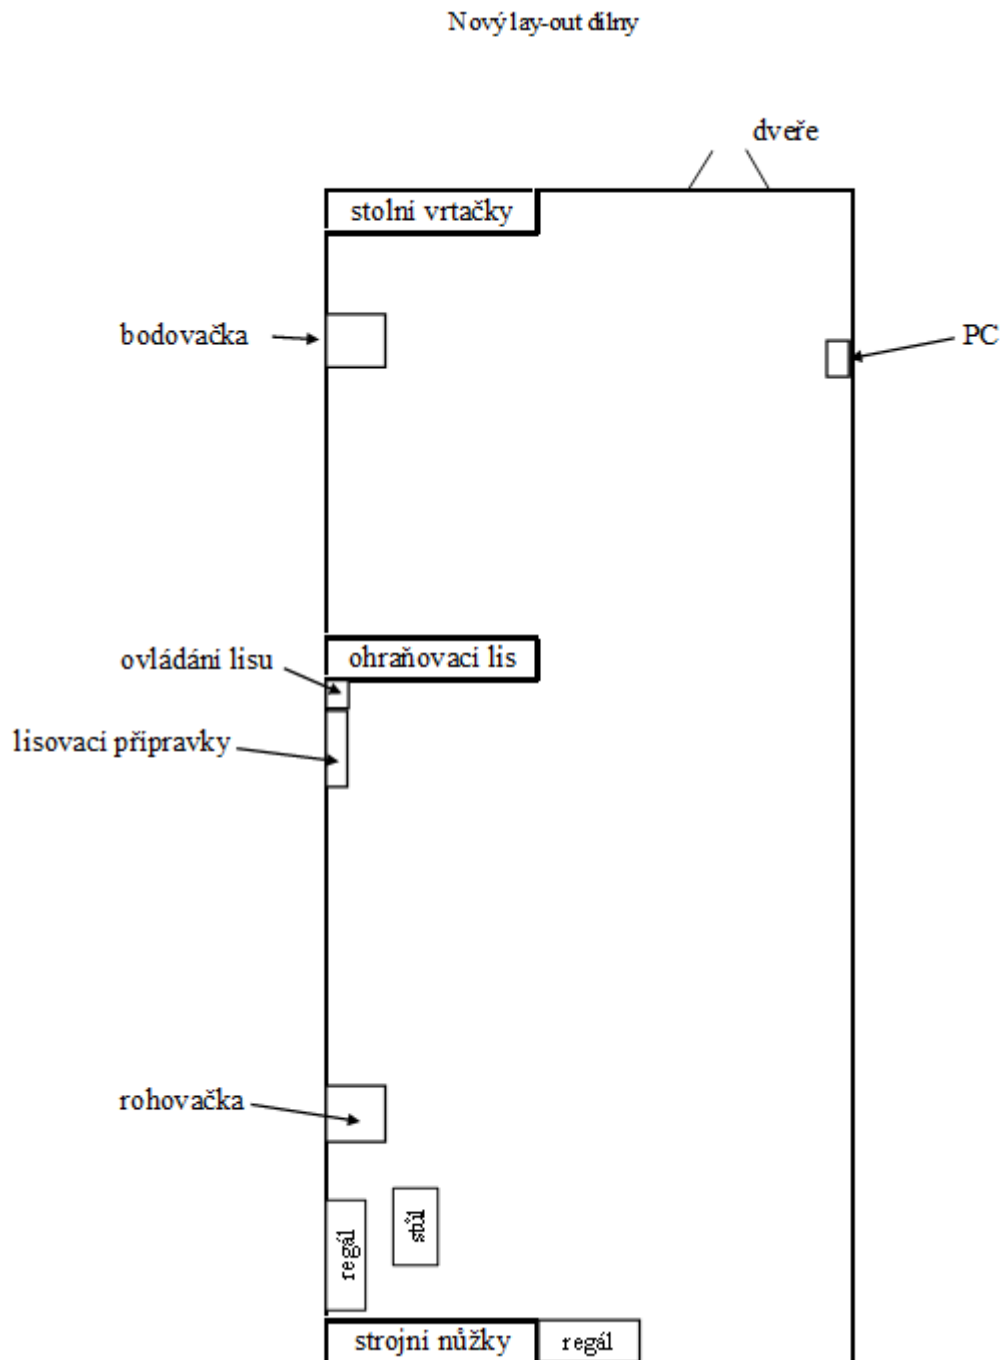 Nový lay-out dílny
dveře
stolní vrtačky
bodovačka
PC
ovládání lisu
ohraňovací lis
lisovací přípravky
rohovačka
stůl
regál
strojní nůžky
regál